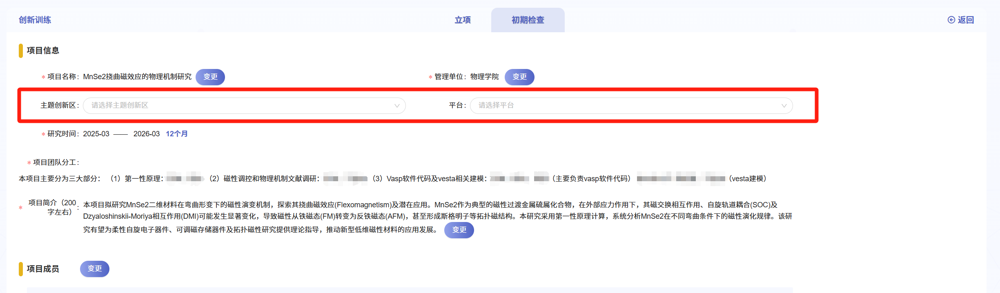 创新训练 立项 初期检查 返回
项目信息
* 项目名称： MnSe2挠曲磁效应的物理机制研究 变更 * 管理单位： 物理学院 变更
主题创新区： 请选择主题创新区 平台： 请选择平台
* 研究时间： 2025-03 —— 2026-03 12个月
* 项目团队分工：
本项目主要分为三大部分： （1）第一性原理： （2）磁性调控和物理机制文献调研： （3）Vasp软件代码及vesta相关建模： （主要负责vasp软件代码） （vesta建模）
* 项目简介（200字左右）：
本项目拟研究MnSe2二维材料在弯曲形变下的磁性演变机制，探索其挠曲磁效应(Flexomagnetism)及潜在应用。MnSe2作为典型的磁性过渡金属硫属化合物，在外部应力作用下，其磁交换相互作用、自旋轨道耦合(SOC)及
Dzyaloshinskii-Moriya相互作用(DMI)可能发生显著变化，导致磁性从铁磁态(FM)转变为反铁磁态(AFM)，甚至形成斯格明子等拓扑磁结构。本研究采用第一性原理计算，系统分析MnSe2在不同弯曲条件下的磁性演化规律。该研
究有望为柔性自旋电子器件、可调磁存储器件及拓扑磁性研究提供理论指导，推动新型低维磁性材料的应用发展。 变更
项目成员 变更